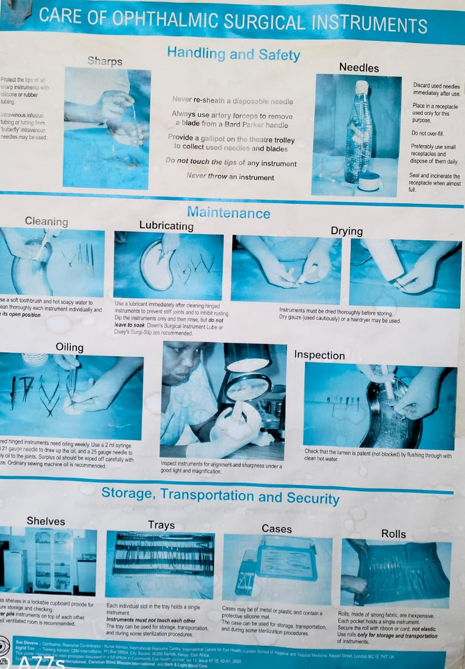 CARE OF OPHTHALMIC SURGICAL INSTRUMENTS
Handling and Safety
Sharps
Protect the tips of all
sharp instruments with
silicone or rubber
tubing.
Intravenous infusion
tubing or tubing from
'butterfly' intravenous
needles may be used.
Never re-sheath a disposable needle
Always use artery forceps to remove
a blade from a Bard Parker handle
Provide a gallipot on the theatre trolley
to collect used needles and blades
Do not touch the tips of any instrument
Never throw an instrument
Needles
Discard used needles
immediately after use.
Place in a receptacle
used only for this
purpose.
Do not over-fill.
Preferably use small
receptacles and
dispose of them daily
Seal and incinerate the
receptacle when almost
full.
Maintenance
Cleaning
a soft toothbrush and hot soapy water to
thoroughly each instrument individually and
its open position
Lubricating
Use a lubricant immediately after cleaning hinged
instruments to prevent stiff joints and to inhibit rusting.
Dip the instruments only and then rinse, but do not
leave to soak. Down's Surgical Instrument Lube or
Surgi-Slip are recommended.
Drying
Instruments must be dried thoroughly before storing.
Dry gauze (used cautiously) or a hairdryer may be used.
Oiling
hinged instruments need oiling weekly. Use a 2 ml syringe
21 gauge needle to draw up the oil, and a 25 gauge needle to
oil to the joints. Surplus oil should be wiped off carefully with
Ordinary sewing machine oil is recommended.
Inspect instruments for alignment and sharpness under a
good light and magnification.
Inspection
Check that the lumen is patent (not blocked) by flushing through with
clean hot water.
Storage, Transportation and Security
Shelves
shelves in a lockable cupboard provide for
storage and checking.
pile instruments on top of each other.
ventilated room is recommended.
Trays
Each individual slot in the tray holds a single
instrument.
Instruments must not touch each other
The tray can be used for storage, transportation,
and during some sterilization procedures.
Cases
Cases may be of metal or plastic and contain a
protective silicone mat.
The case can be used for storage, transportation,
and during some sterilization procedures.
Rolls
Rolls, made of strong fabric, are inexpensive.
Each pocket holds a single instrument.
Secure the roll with ribbon or cord, not elastic.
Use rolls only for storage and transportation
of instruments.
A77s